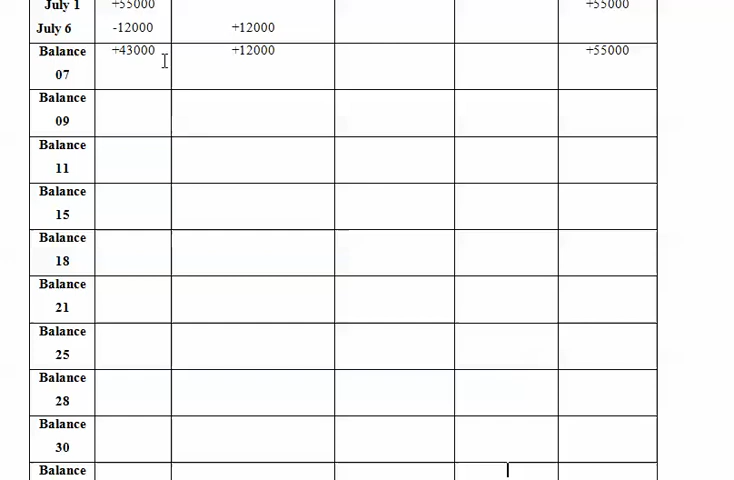 July 1 +55000 +55000
July 6 -12000 +12000
Balance +43000 +12000 +55000
07
Balance
09
Balance
11
Balance
15
Balance
18
Balance
21
Balance
25
Balance
28
Balance
30
Balance